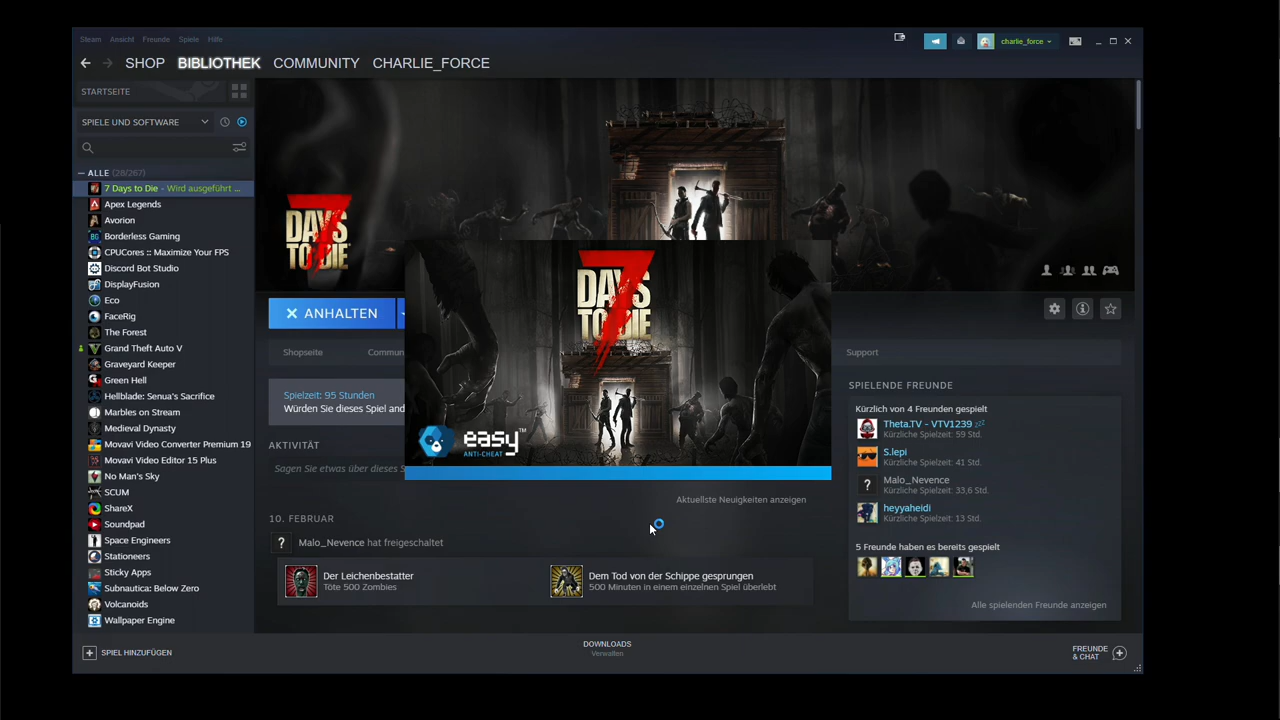 Steam Ansicht Freunde Spiele Hilfe
charlie_force
SHOP BIBLIOTHEK COMMUNITY CHARLIE_FORCE
STARTSEITE
SPIELE UND SOFTWARE
ALLE (28/267)
7 Days to Die - Wird ausgeführt ...
Apex Legends
Avorion
Borderless Gaming
CPUCores :: Maximize Your FPS
Discord Bot Studio
DisplayFusion
Eco
FaceRig
The Forest
Grand Theft Auto V
Graveyard Keeper
Green Hell
Hellblade: Senua's Sacrifice
Marbles on Stream
Medieval Dynasty
Movavi Video Converter Premium 19
Movavi Video Editor 15 Plus
No Man's Sky
SCUM
ShareX
Soundpad
Space Engineers
Stationeers
Sticky Apps
Subnautica: Below Zero
Volcanoids
Wallpaper Engine
SPIEL HINZUFÜGEN
7
DAYS
TO DIE
ANHALTEN
Shopseite Commun
Support
Spielzeit: 95 Stunden
Würden Sie dieses Spiel and
AKTIVITÄT
Sagen Sie etwas über dieses S
7
DAYS
TO DIE
easy™
ANTI-CHEAT
Aktuellste Neuigkeiten anzeigen
10. FEBRUAR
? Malo_Nevence hat freigeschaltet
Der Leichenbestatter
Töte 500 Zombies
Dem Tod von der Schippe gesprungen
500 Minuten in einem einzelnen Spiel überlebt
SPIELENDE FREUNDE
Kürzlich von 4 Freunden gespielt
Theta.TV - VTV1239 zzz
Kürzliche Spielzeit: 59 Std.
S.lepi
Kürzliche Spielzeit: 41 Std.
? Malo_Nevence
Kürzliche Spielzeit: 33,6 Std.
heyyaheidi
Kürzliche Spielzeit: 13 Std.
5 Freunde haben es bereits gespielt
Alle spielenden Freunde anzeigen
DOWNLOADS
Verwalten
FREUNDE
& CHAT